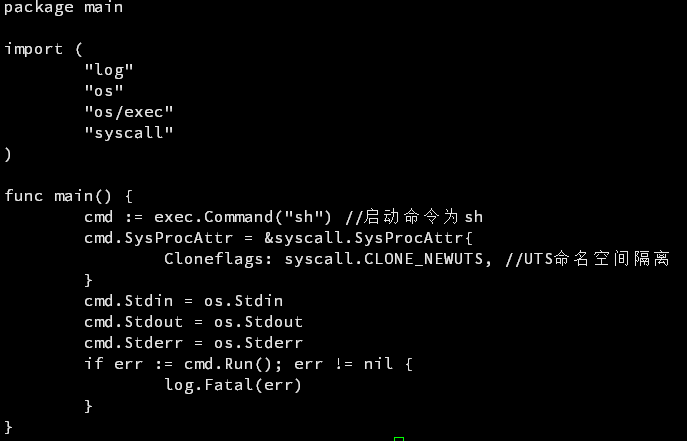 package main
import (
"log"
"os"
"os/exec"
"syscall"
)
func main() {
cmd := exec.Command("sh") //启动命令为sh
cmd.SysProcAttr = &syscall.SysProcAttr{
Cloneflags: syscall.CLONE_NEWUTS, //UTS命名空间隔离
}
cmd.Stdin = os.Stdin
cmd.Stdout = os.Stdout
cmd.Stderr = os.Stderr
if err := cmd.Run(); err != nil {
log.Fatal(err)
}
}